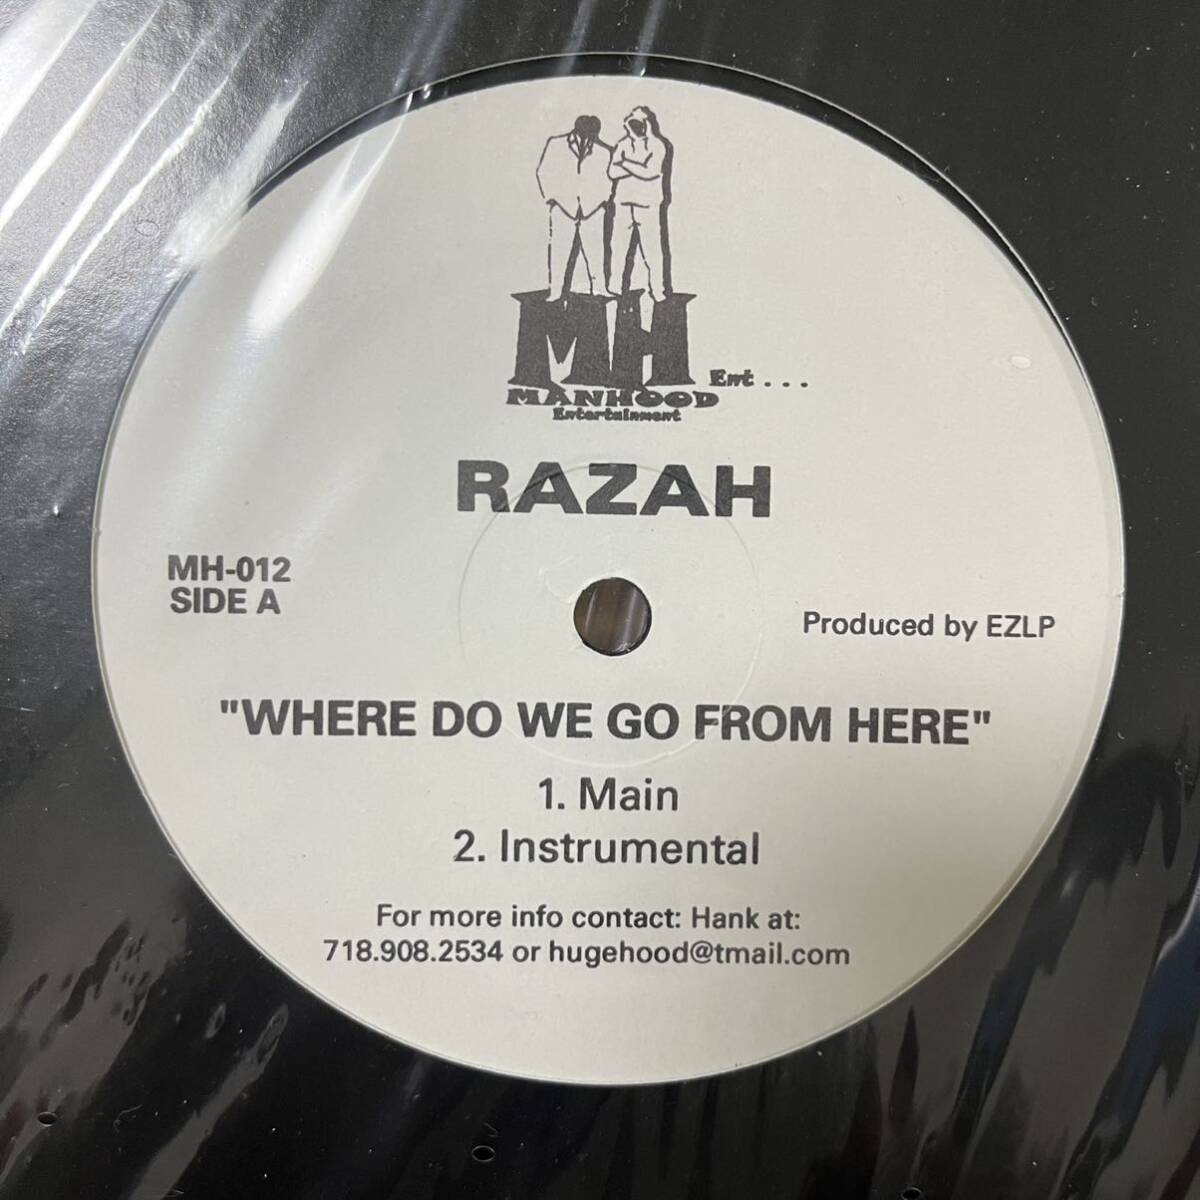 MH Ent...
MANHOOD
Entertainment
RAZAH
MH-012
SIDE A
Produced by EZLP
"WHERE DO WE GO FROM HERE"
1. Main
2. Instrumental
For more info contact: Hank at:
718.908.2534 or hugehood@tmail.com